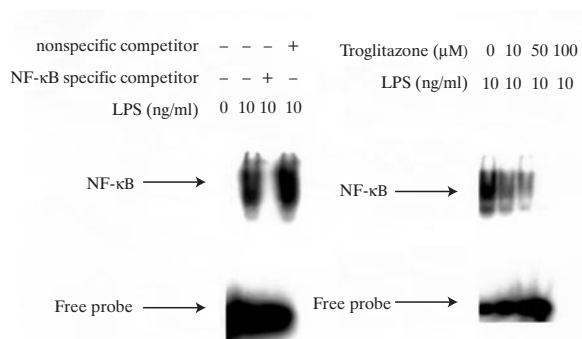 nonspecific competitor – – – +
NF-κB specific competitor – – + –
LPS (ng/ml) 0 10 10 10
NF-κB
Free probe
Troglitazone (μM) 0 10 50 100
LPS (ng/ml) 10 10 10 10
NF-κB
Free probe